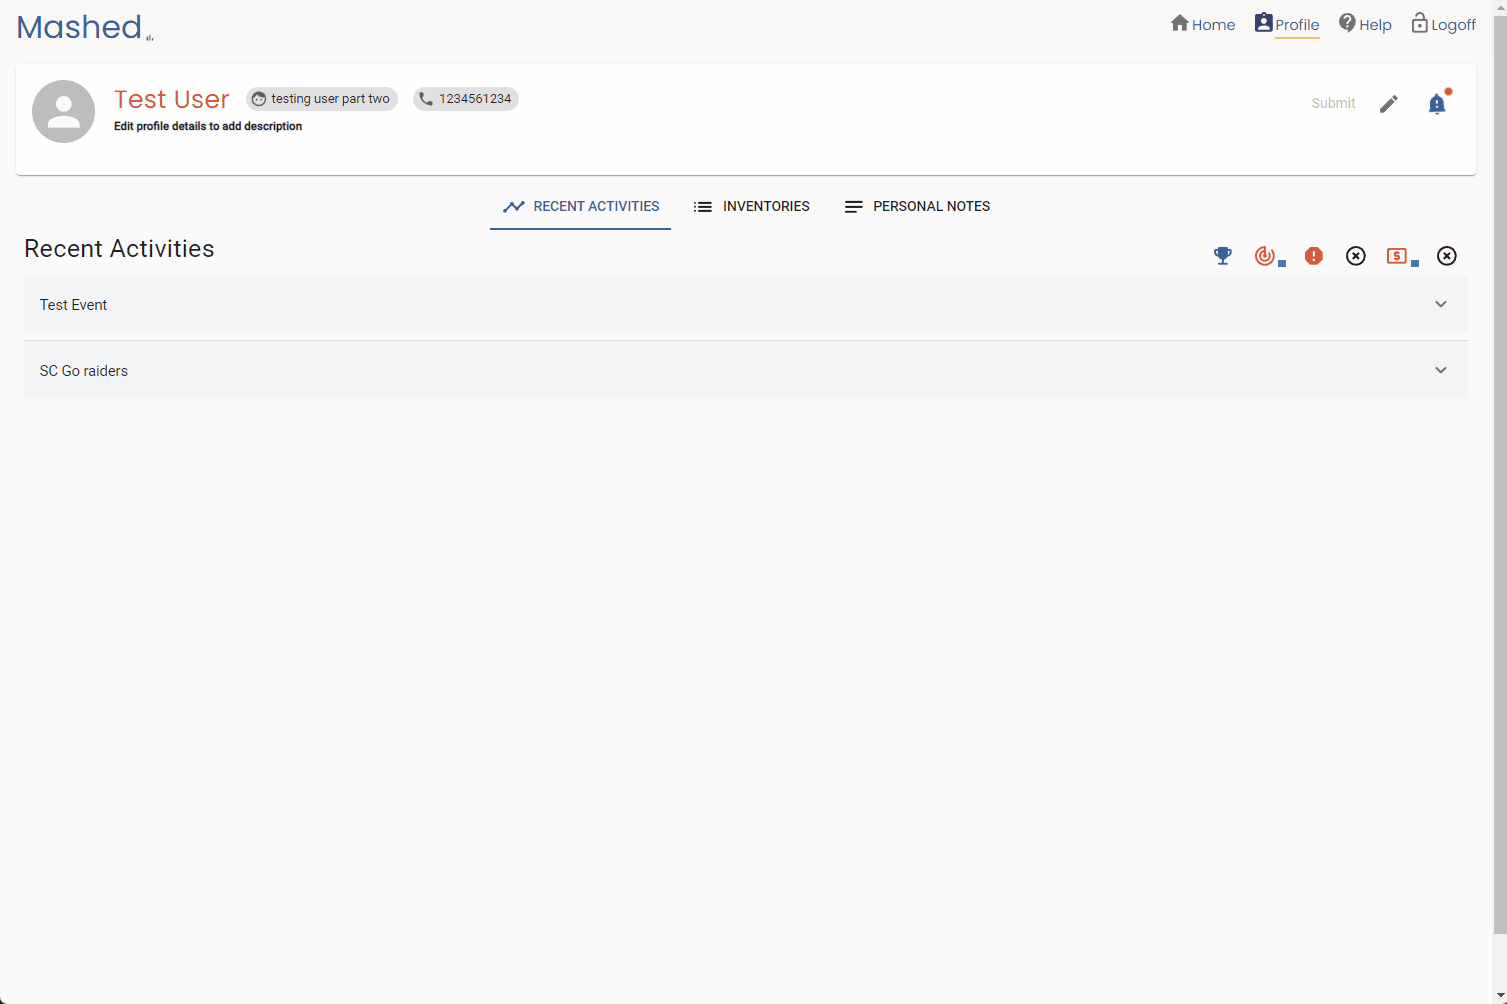 Mashed
Home Profile Help Logoff
Test User testing user part two 1234561234
Edit profile details to add description
Submit
RECENT ACTIVITIES INVENTORIES PERSONAL NOTES
Recent Activities
Test Event
SC Go raiders